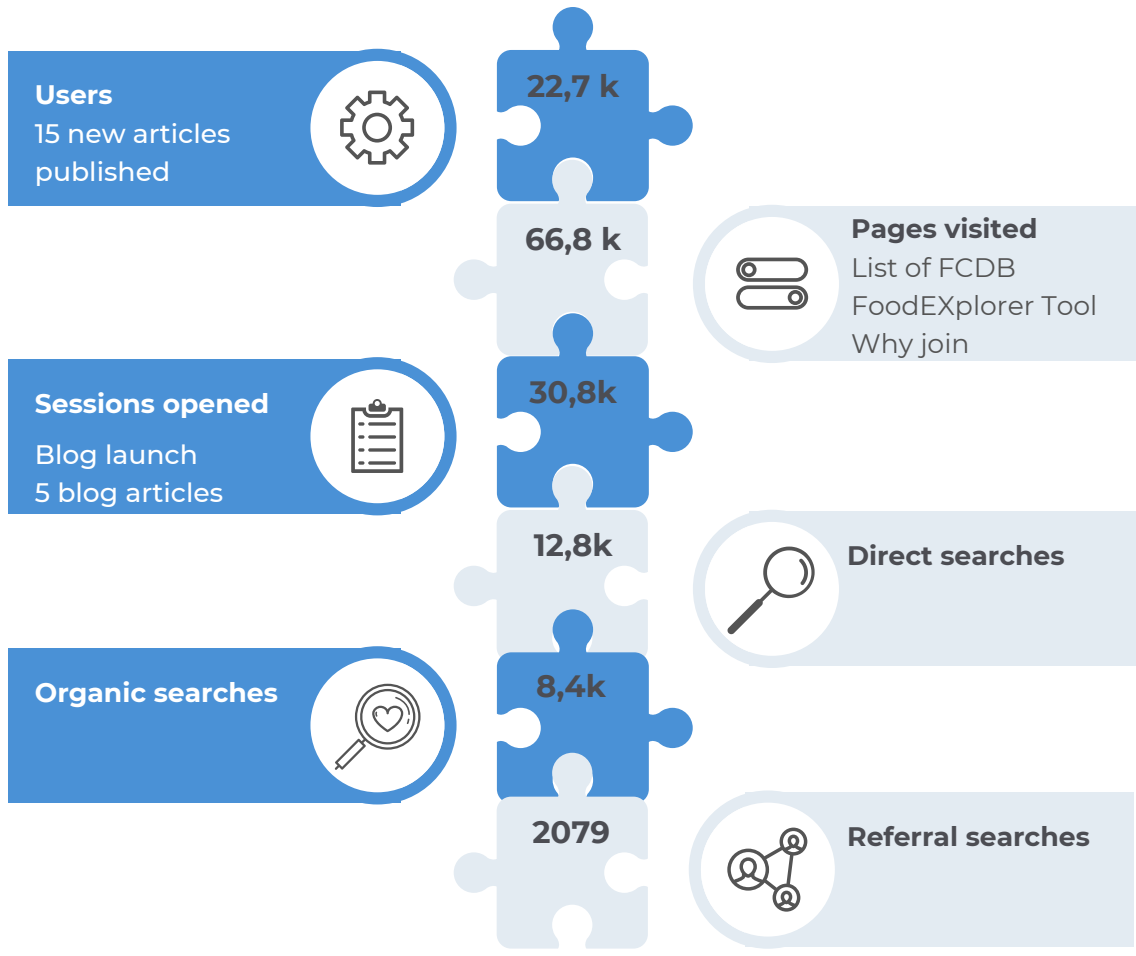 Users
15 new articles
published
22,7 k
66,8 k
Pages visited
List of FCDB
FoodEXplorer Tool
Why join
Sessions opened
Blog launch
5 blog articles
30,8k
12,8k
Direct searches
Organic searches
8,4k
2079
Referral searches